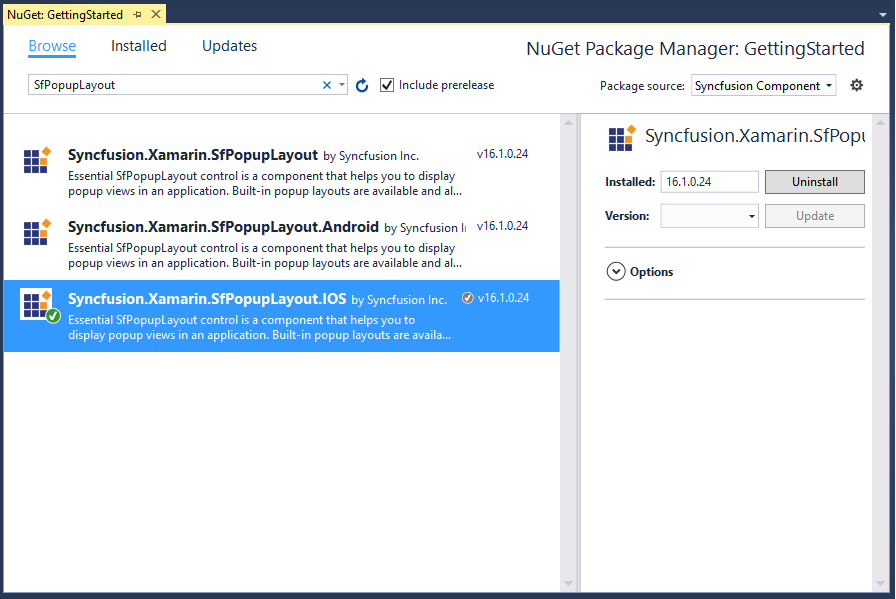 NuGet: GettingStarted
Browse Installed Updates
NuGet Package Manager: GettingStarted
SfPopupLayout
Include prerelease
Package source: Syncfusion Component
Syncfusion.Xamarin.SfPopupLayout by Syncfusion Inc. v16.1.0.24
Essential SfPopupLayout control is a component that helps you to display
popup views in an application. Built-in popup layouts are available and al...
Syncfusion.Xamarin.SfPopupLayout.Android by Syncfusion v16.1.0.24
Essential SfPopupLayout control is a component that helps you to display
popup views in an application. Built-in popup layouts are available and al...
Syncfusion.Xamarin.SfPopupLayout.IOS by Syncfusion Inc. v16.1.0.24
Essential SfPopupLayout control is a component that helps you to
display popup views in an application. Built-in popup layouts are availa...
Syncfusion.Xamarin.SfPopu
Installed: 16.1.0.24 Uninstall
Version: Update
Options